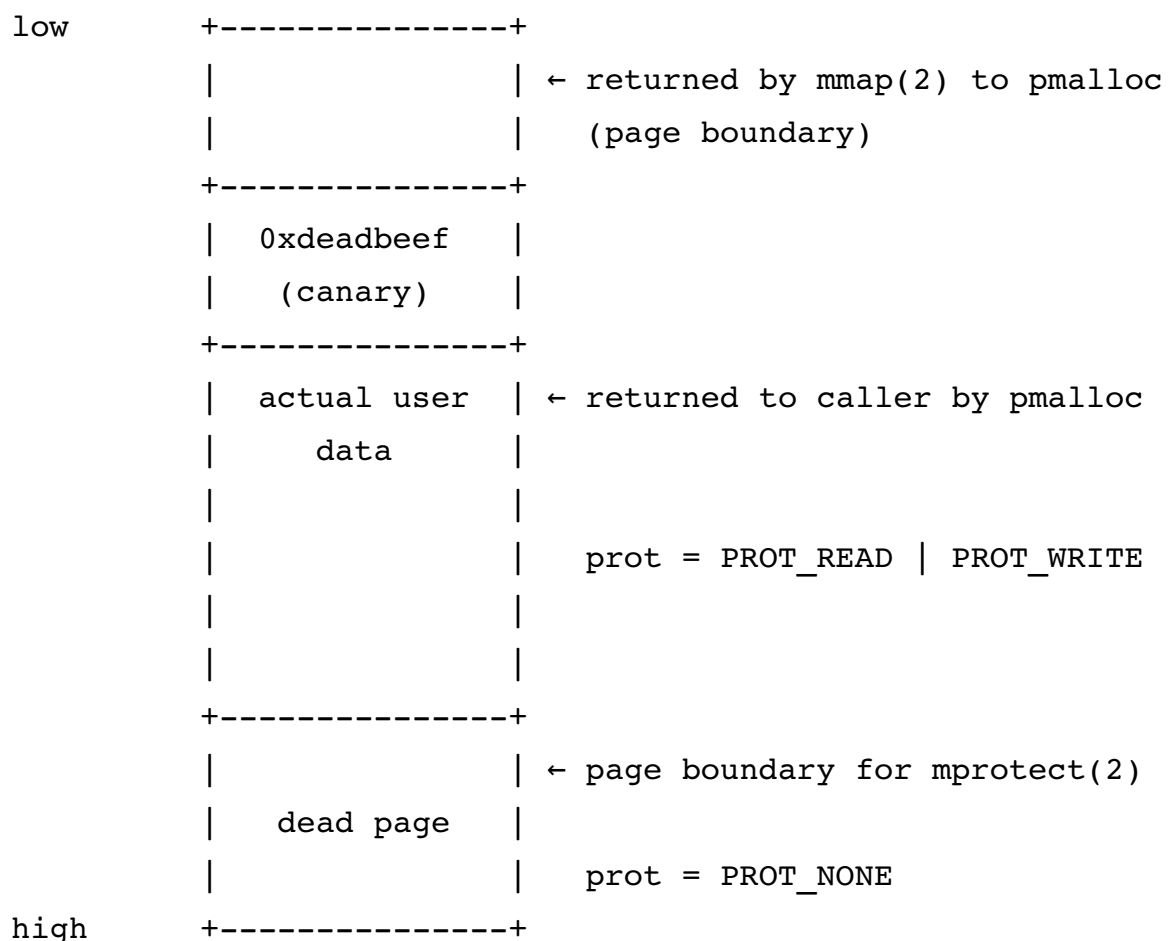 low +---------------+
| | ← returned by mmap(2) to pmalloc
| | (page boundary)
+---------------+
| 0xdeadbeef |
| (canary) |
+---------------+
| actual user | ← returned to caller by pmalloc
| data |
| |
| | prot = PROT_READ | PROT_WRITE
| |
| |
+---------------+
| | ← page boundary for mprotect(2)
| dead page |
| | prot = PROT_NONE
high +---------------+